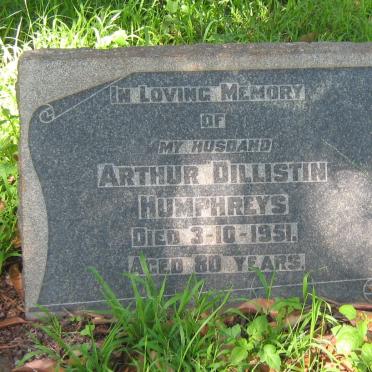 IN LOVING MEMORY
OF
MY HUSBAND
ARTHUR DILLISTIN
HUMPHREYS
DIED 3-10-1951.
AGED 80 YEARS.